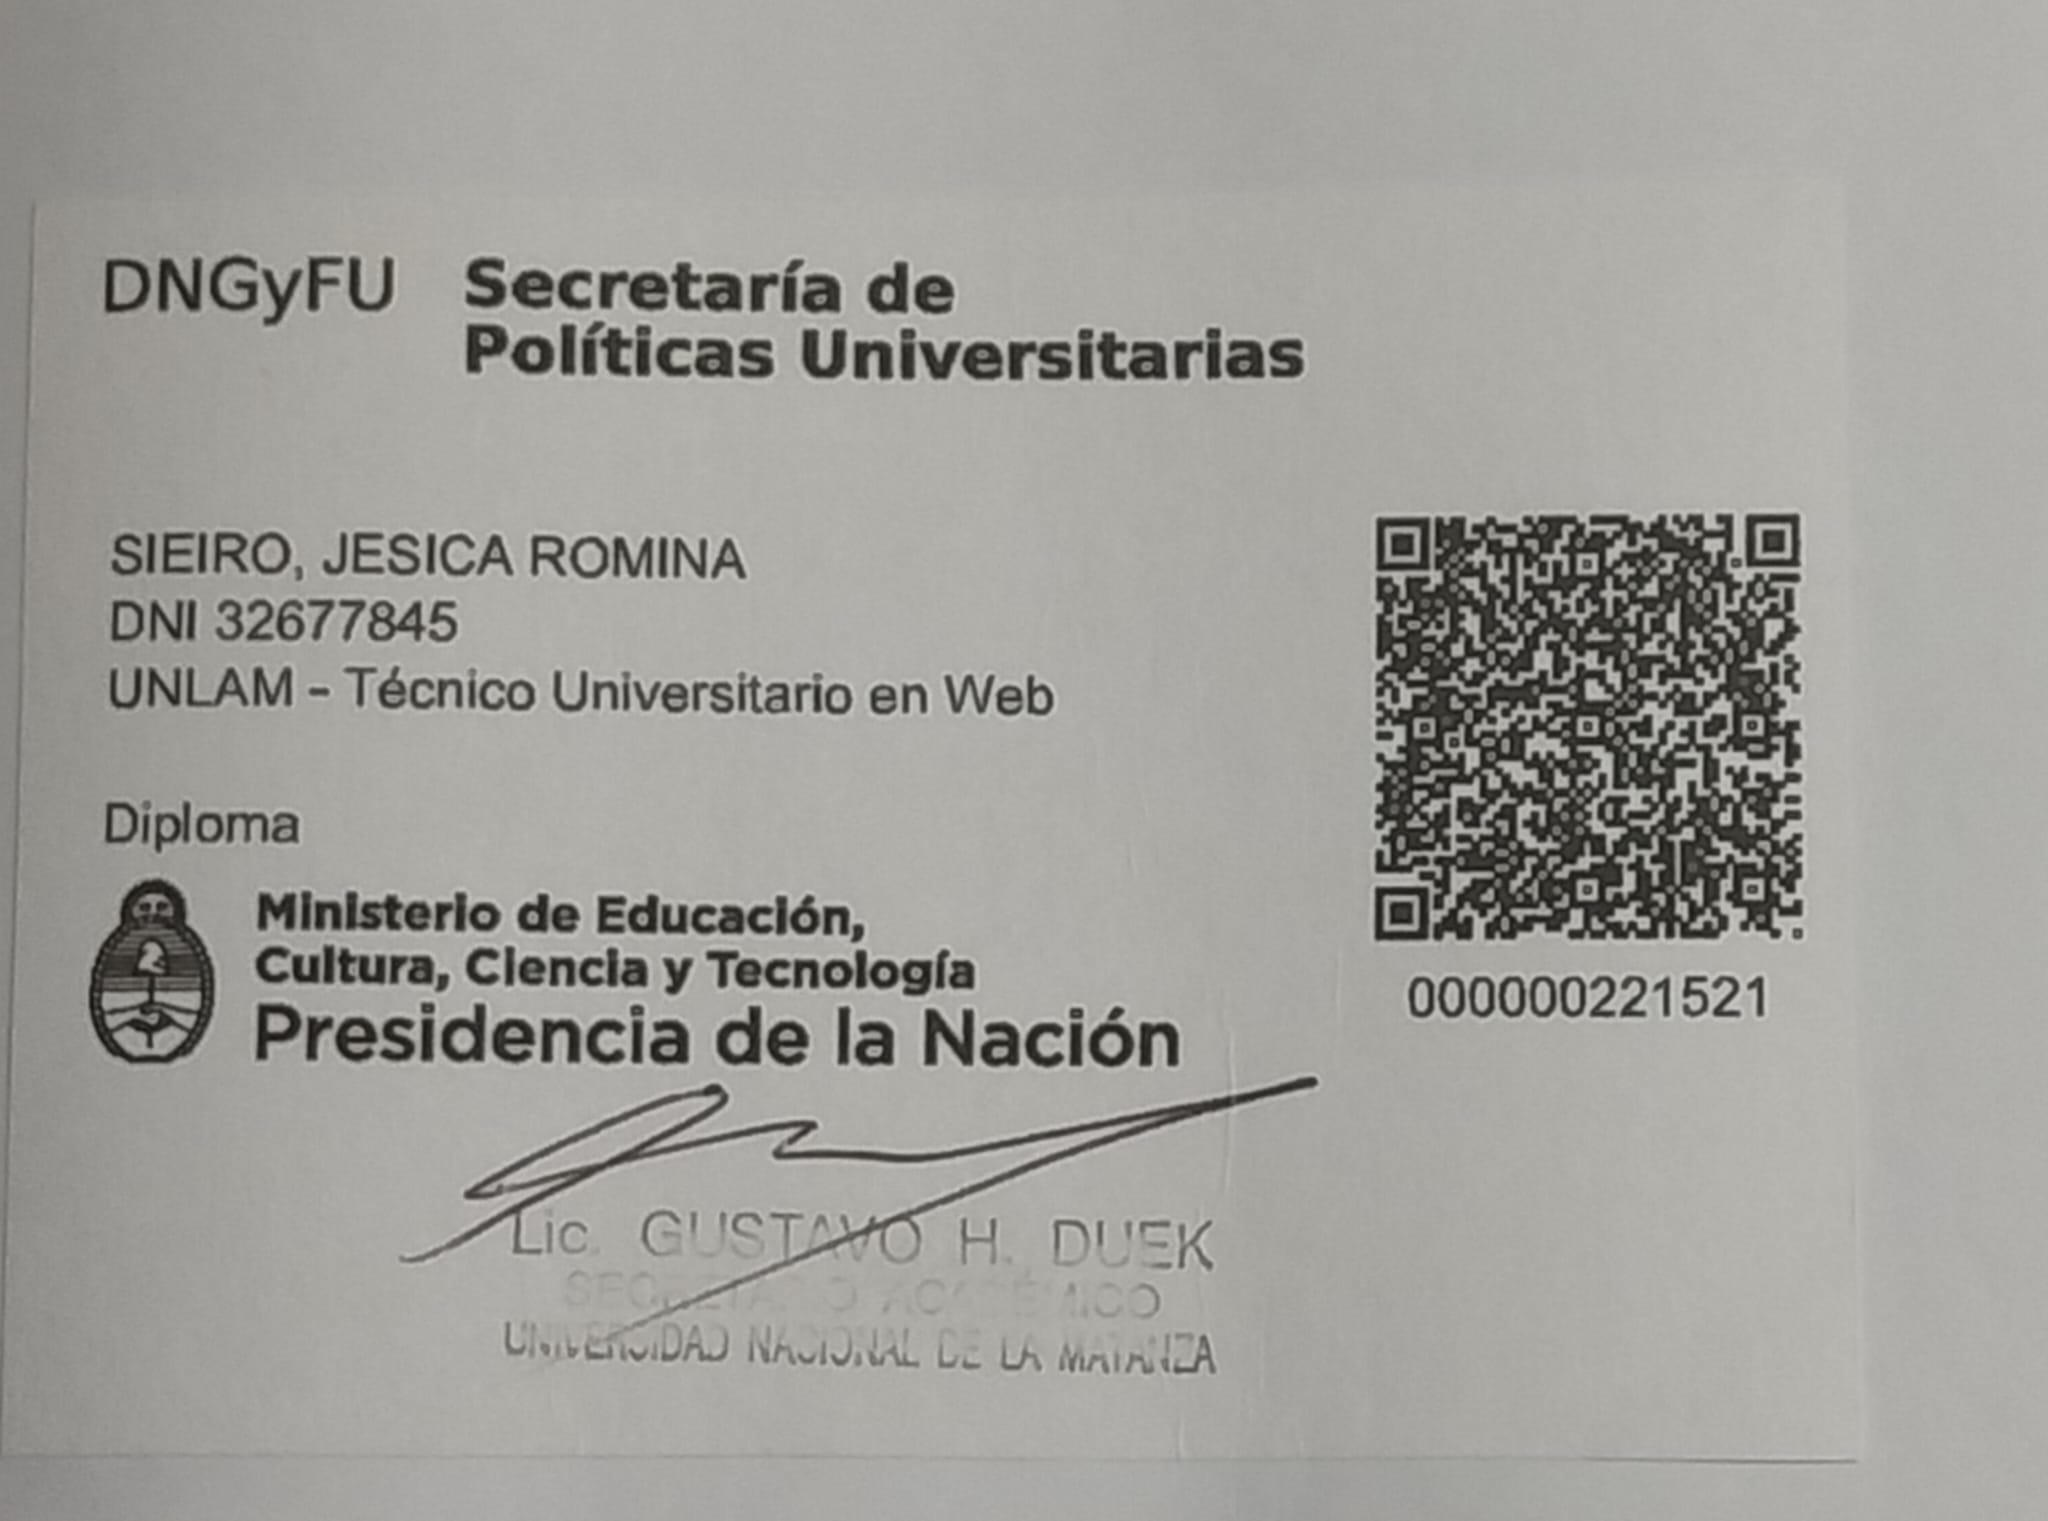 DNGyFU
Secretaría de
Políticas Universitarias
SIEIRO, JESICA ROMINA
DNI 32677845
UNLAM - Técnico Universitario en Web
Diploma
Ministerio de Educación,
Cultura, Ciencia y Tecnología
Presidencia de la Nación
000000221521
Lic. GUSTAVO H. DUEK
SECRETARIO ACADÉMICO
UNIVERSIDAD NACIONAL DE LA MATANZA